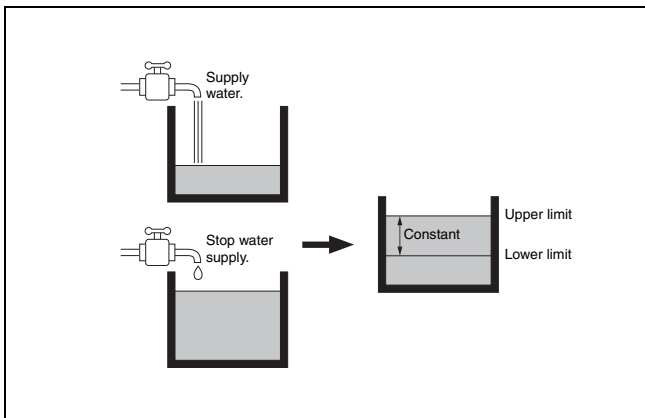 Supply
water.
Stop water
supply.
Upper limit
Constant
Lower limit